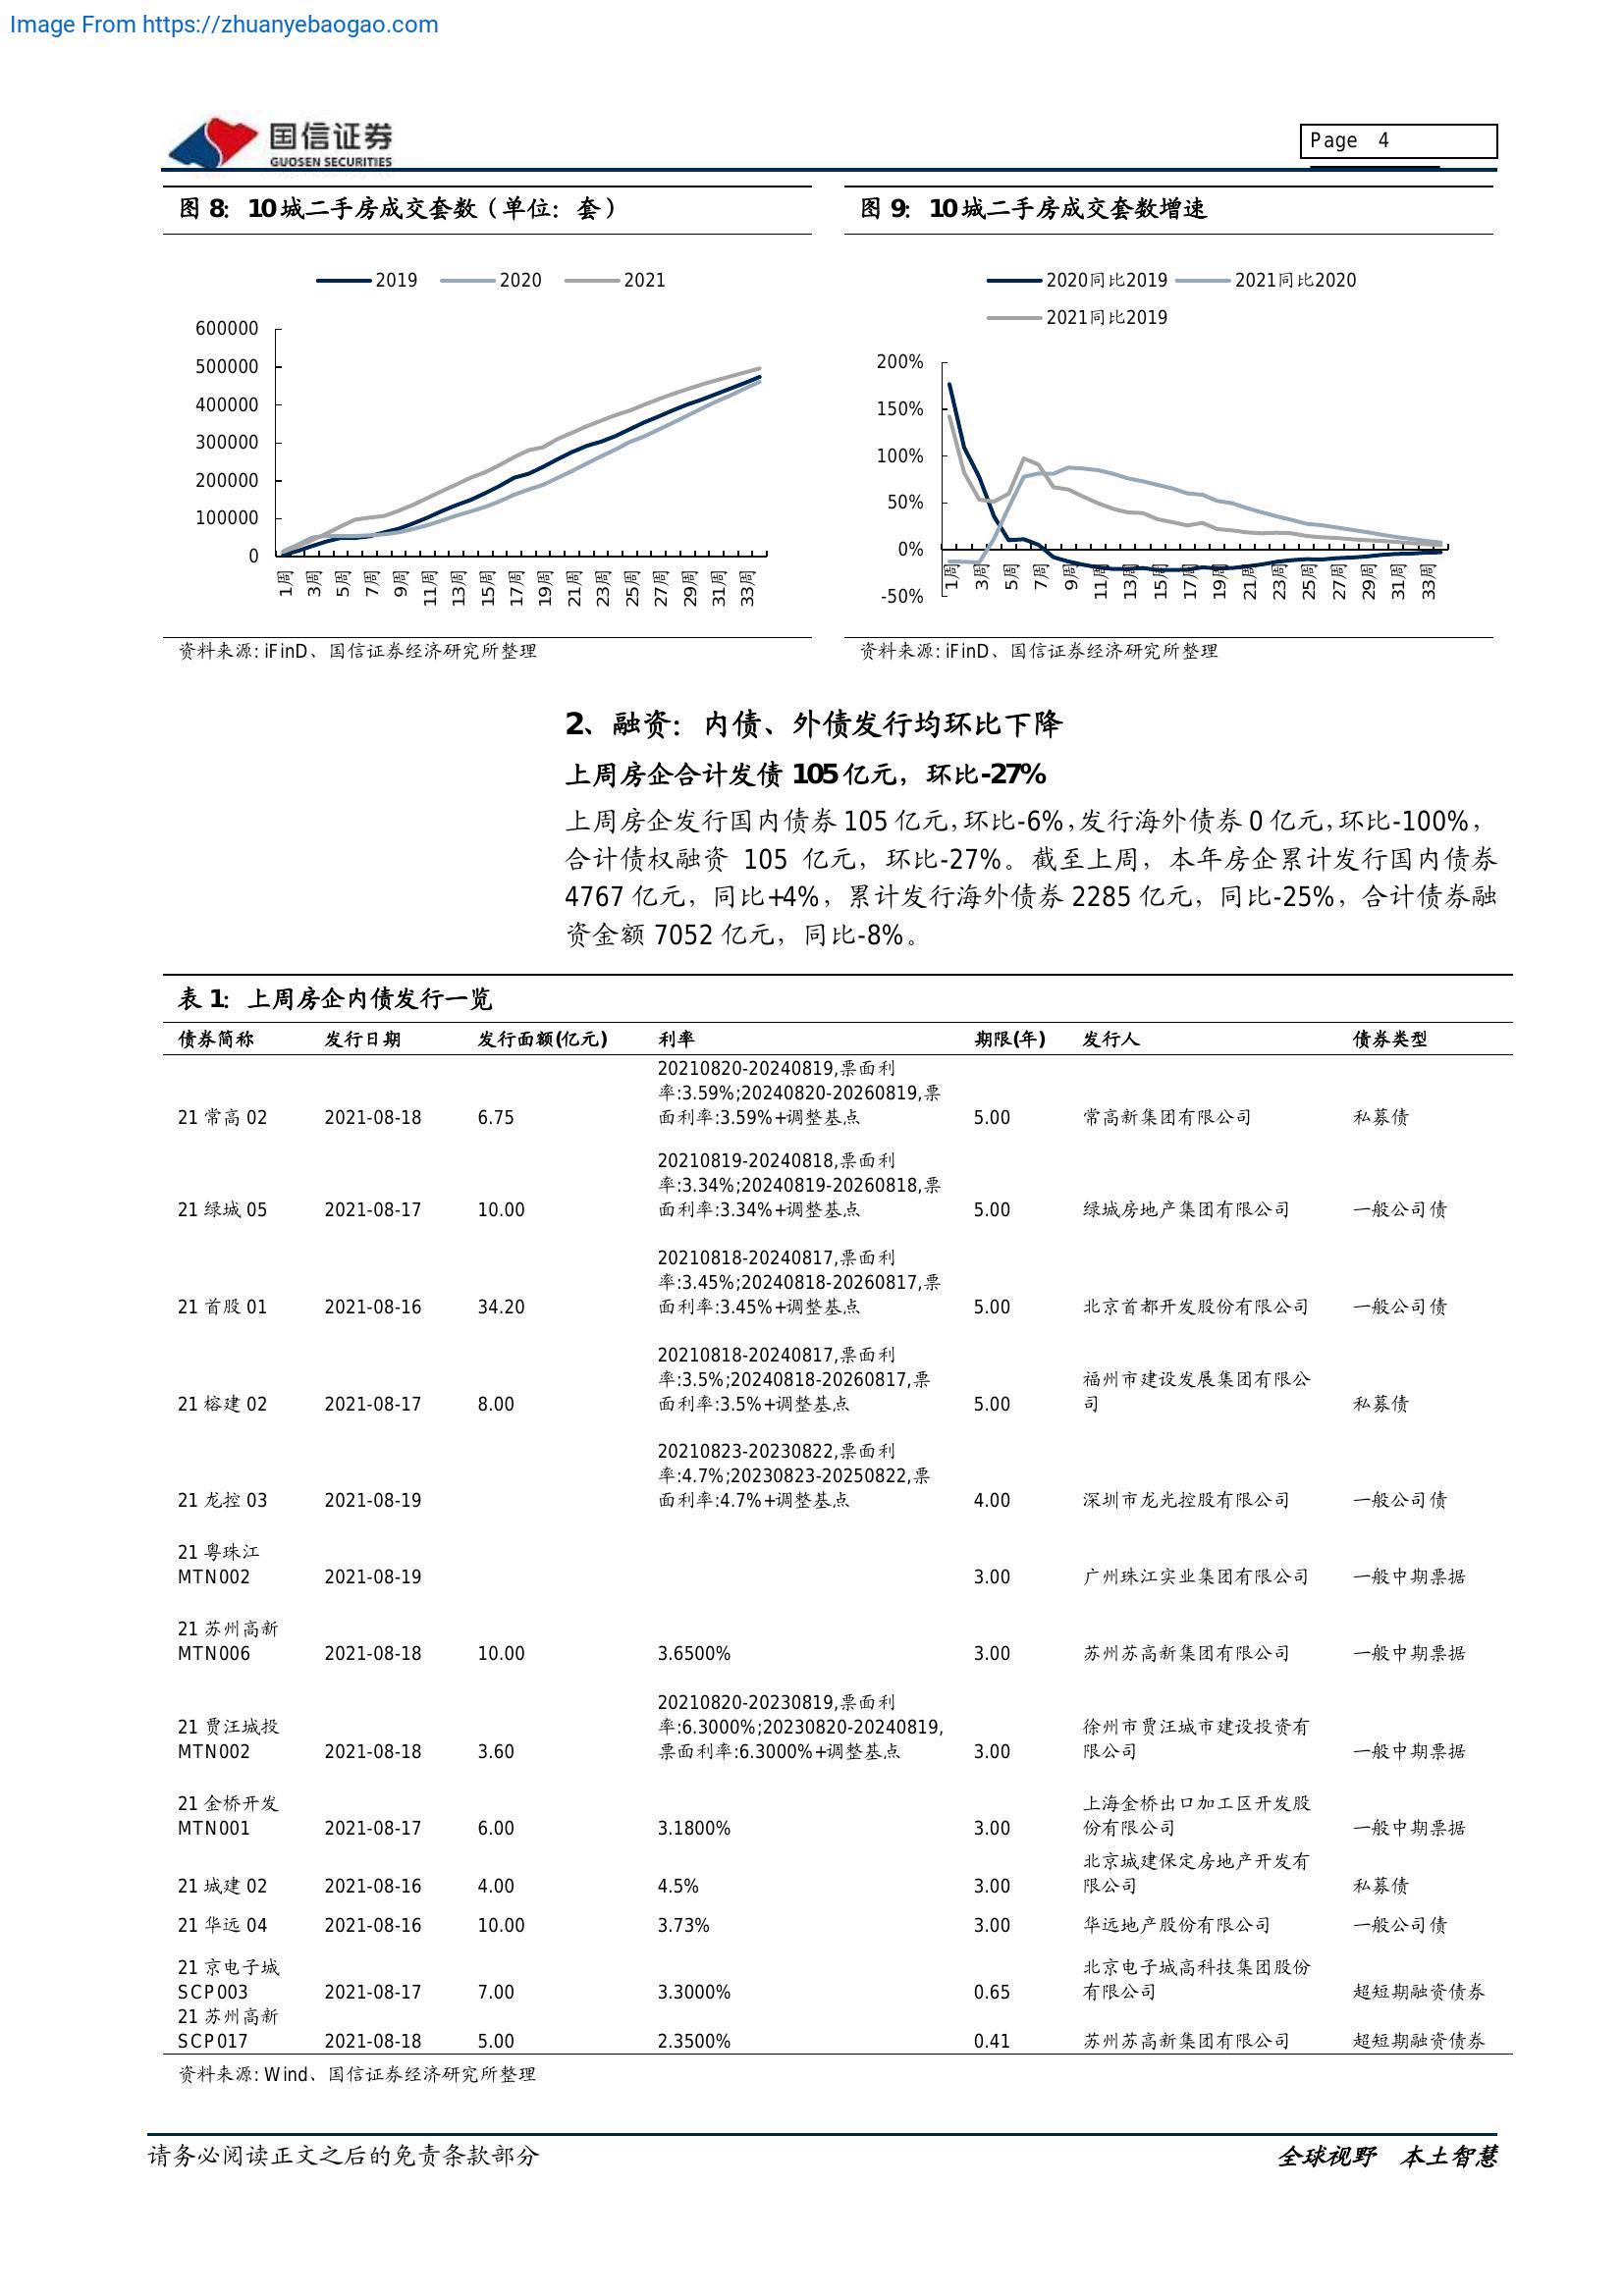 Image From https://zhuanyebaogao.com
国信证券
GUOSEN SECURITIES
Page 4
图 8：10 城二手房成交套数（单位：套）
2019 2020 2021
600000
500000
400000
300000
200000
100000
0
1周 3周 5周 7周 9周 11周 13周 15周 17周 19周 21周 23周 25周 27周 29周 31周 33周
资料来源: iFinD、国信证券经济研究所整理
图 9：10 城二手房成交套数增速
2020同比2019 2021同比2020
2021同比2019
200%
150%
100%
50%
0%
-50%
1周 3周 5周 7周 9周 11周 13周 15周 17周 19周 21周 23周 25周 27周 29周 31周 33周
资料来源: iFinD、国信证券经济研究所整理
2、融资：内债、外债发行均环比下降
上周房企合计发债 105 亿元，环比-27%
上周房企发行国内债券 105 亿元，环比-6%，发行海外债券 0 亿元，环比-100%，
合计债权融资 105 亿元，环比-27%。截至上周，本年房企累计发行国内债券
4767 亿元，同比+4%，累计发行海外债券 2285 亿元，同比-25%，合计债券融
资金额 7052 亿元，同比-8%。
表 1：上周房企内债发行一览
债券简称 发行日期 发行面额(亿元) 利率 期限(年) 发行人 债券类型
20210820-20240819,票面利
率:3.59%;20240820-20260819,票
21 常高 02 2021-08-18 6.75 面利率:3.59%+调整基点 5.00 常高新集团有限公司 私募债
20210819-20240818,票面利
率:3.34%;20240819-20260818,票
21 绿城 05 2021-08-17 10.00 面利率:3.34%+调整基点 5.00 绿城房地产集团有限公司 一般公司债
20210818-20240817,票面利
率:3.45%;20240818-20260817,票
21 首股 01 2021-08-16 34.20 面利率:3.45%+调整基点 5.00 北京首都开发股份有限公司 一般公司债
20210818-20240817,票面利
率:3.5%;20240818-20260817,票 福州市建设发展集团有限公
21 榕建 02 2021-08-17 8.00 面利率:3.5%+调整基点 5.00 司 私募债
20210823-20230822,票面利
率:4.7%;20230823-20250822,票
21 龙控 03 2021-08-19 面利率:4.7%+调整基点 4.00 深圳市龙光控股有限公司 一般公司债
21 粤珠江
MTN002 2021-08-19 3.00 广州珠江实业集团有限公司 一般中期票据
21 苏州高新
MTN006 2021-08-18 10.00 3.6500% 3.00 苏州苏高新集团有限公司 一般中期票据
20210820-20230819,票面利
21 贾汪城投 率:6.3000%;20230820-20240819, 徐州市贾汪城市建设投资有
MTN002 2021-08-18 3.60 票面利率:6.3000%+调整基点 3.00 限公司 一般中期票据
21 金桥开发 上海金桥出口加工区开发股
MTN001 2021-08-17 6.00 3.1800% 3.00 份有限公司 一般中期票据
北京城建保定房地产开发有
21 城建 02 2021-08-16 4.00 4.5% 3.00 限公司 私募债
21 华远 04 2021-08-16 10.00 3.73% 3.00 华远地产股份有限公司 一般公司债
21 京电子城 北京电子城高科技集团股份
SCP003 2021-08-17 7.00 3.3000% 0.65 有限公司 超短期融资债券
21 苏州高新
SCP017 2021-08-18 5.00 2.3500% 0.41 苏州苏高新集团有限公司 超短期融资债券
资料来源: Wind、国信证券经济研究所整理
请务必阅读正文之后的免责条款部分
全球视野 本土智慧